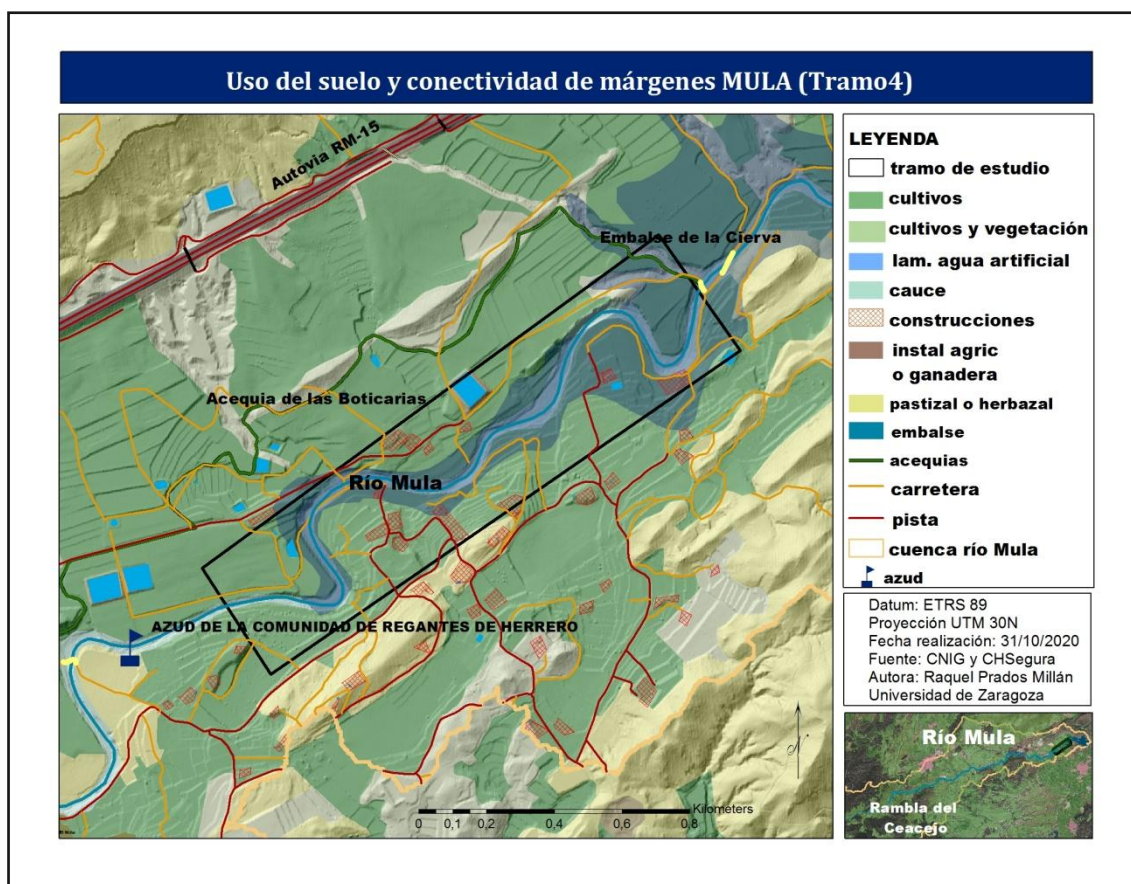 Uso del suelo y conectividad de márgenes MULA (Tramo4)
Autovia RM-15
Embalse de la Cierva
Acequia de las Boticarias
Río Mula
AZUD DE LA COMUNIDAD DE REGANTES DE HERRERO
N
Kilometers
0 0,1 0,2 0,4 0,6 0,8
LEYENDA
tramo de estudio
cultivos
cultivos y vegetación
lam. agua artificial
cauce
construcciones
instal agric
o ganadera
pastizal o herbazal
embalse
acequias
carretera
pista
cuenca río Mula
azud
Datum: ETRS 89
Proyección UTM 30N
Fecha realización: 31/10/2020
Fuente: CNIG y CHSegura
Autora: Raquel Prados Millán
Universidad de Zaragoza
Río Mula
Rambla del
Ceacejo